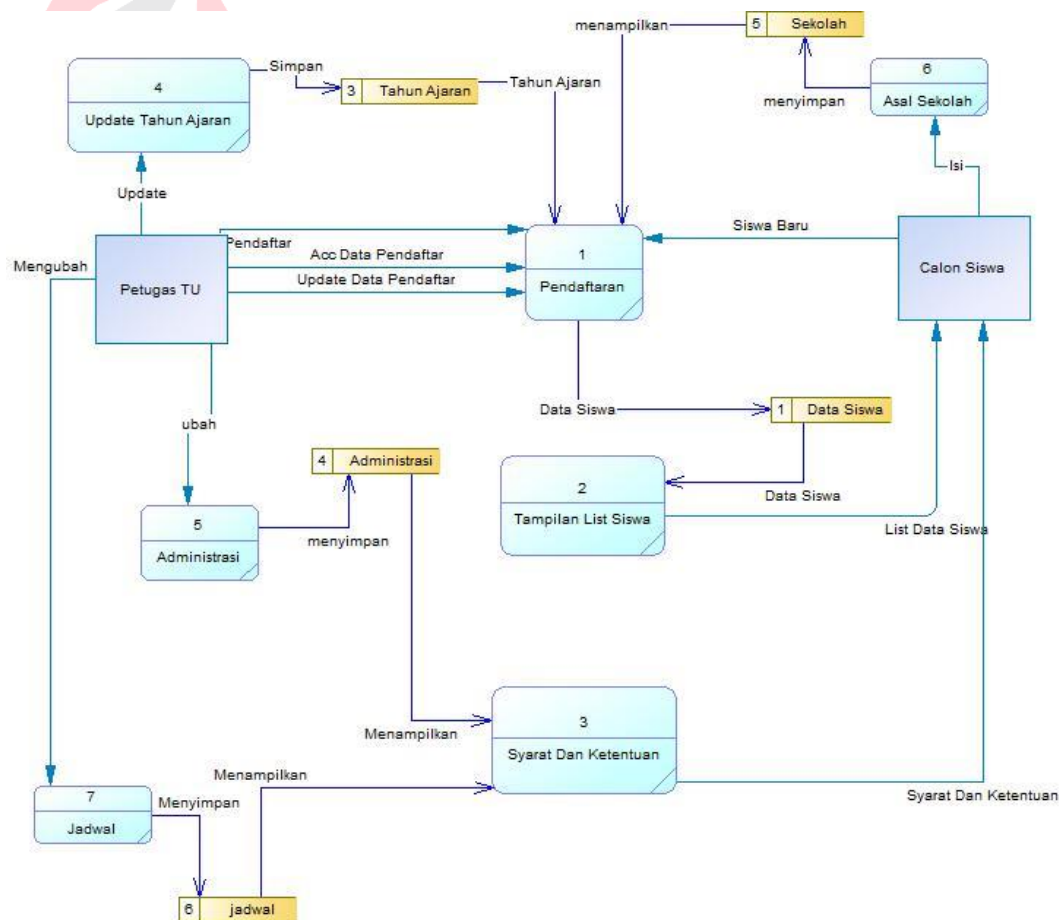 menampilkan
5 Sekolah
Simpan
3 Tahun Ajaran
Tahun Ajaran
4
Update Tahun Ajaran
6
Asal Sekolah
menyimpan
Isi
Update
Siswa Baru
Mengubah
Pendaftar
Acc Data Pendaftar
Update Data Pendaftar
Petugas TU
1
Pendaftaran
Calon Siswa
ubah
Data Siswa
1 Data Siswa
4 Administrasi
2
Tampilan List Siswa
Data Siswa
5
Administrasi
menyimpan
List Data Siswa
3
Syarat Dan Ketentuan
Menampilkan
Menampilkan
Syarat Dan Ketentuan
7
Jadwal
Menyimpan
6 jadwal